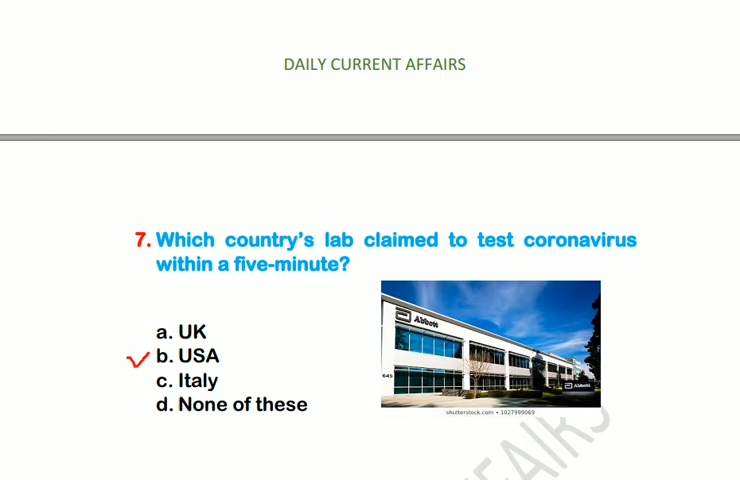 DAILY CURRENT AFFAIRS
7. Which country's lab claimed to test coronavirus
within a five-minute?
a. UK
b. USA
c. Italy
d. None of these
Abbott
645
Abbott
shutterstock.com • 1027999069